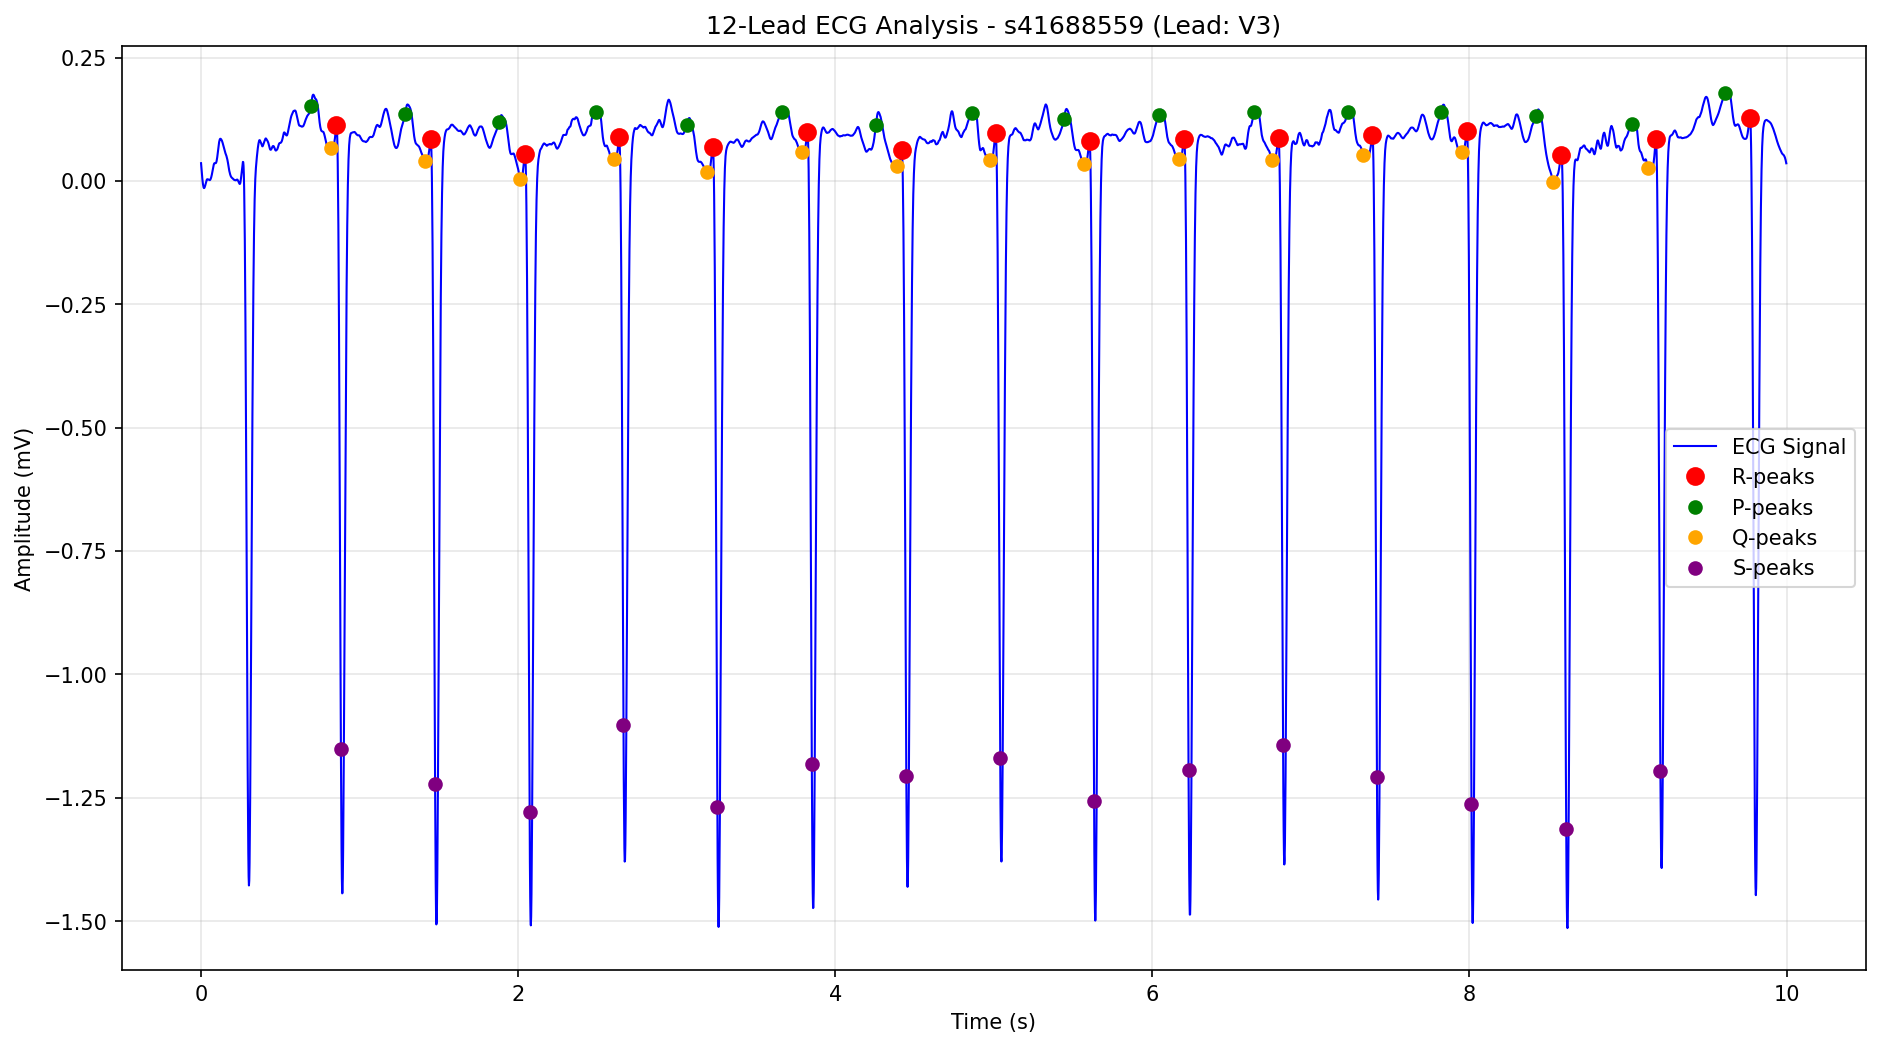 12-Lead ECG Analysis - s41688559 (Lead: V3)
0.25
0.00
−0.25
−0.50
−0.75
−1.00
−1.25
−1.50
Amplitude (mV)
ECG Signal
R-peaks
P-peaks
Q-peaks
S-peaks
0 2 4 6 8 10
Time (s)